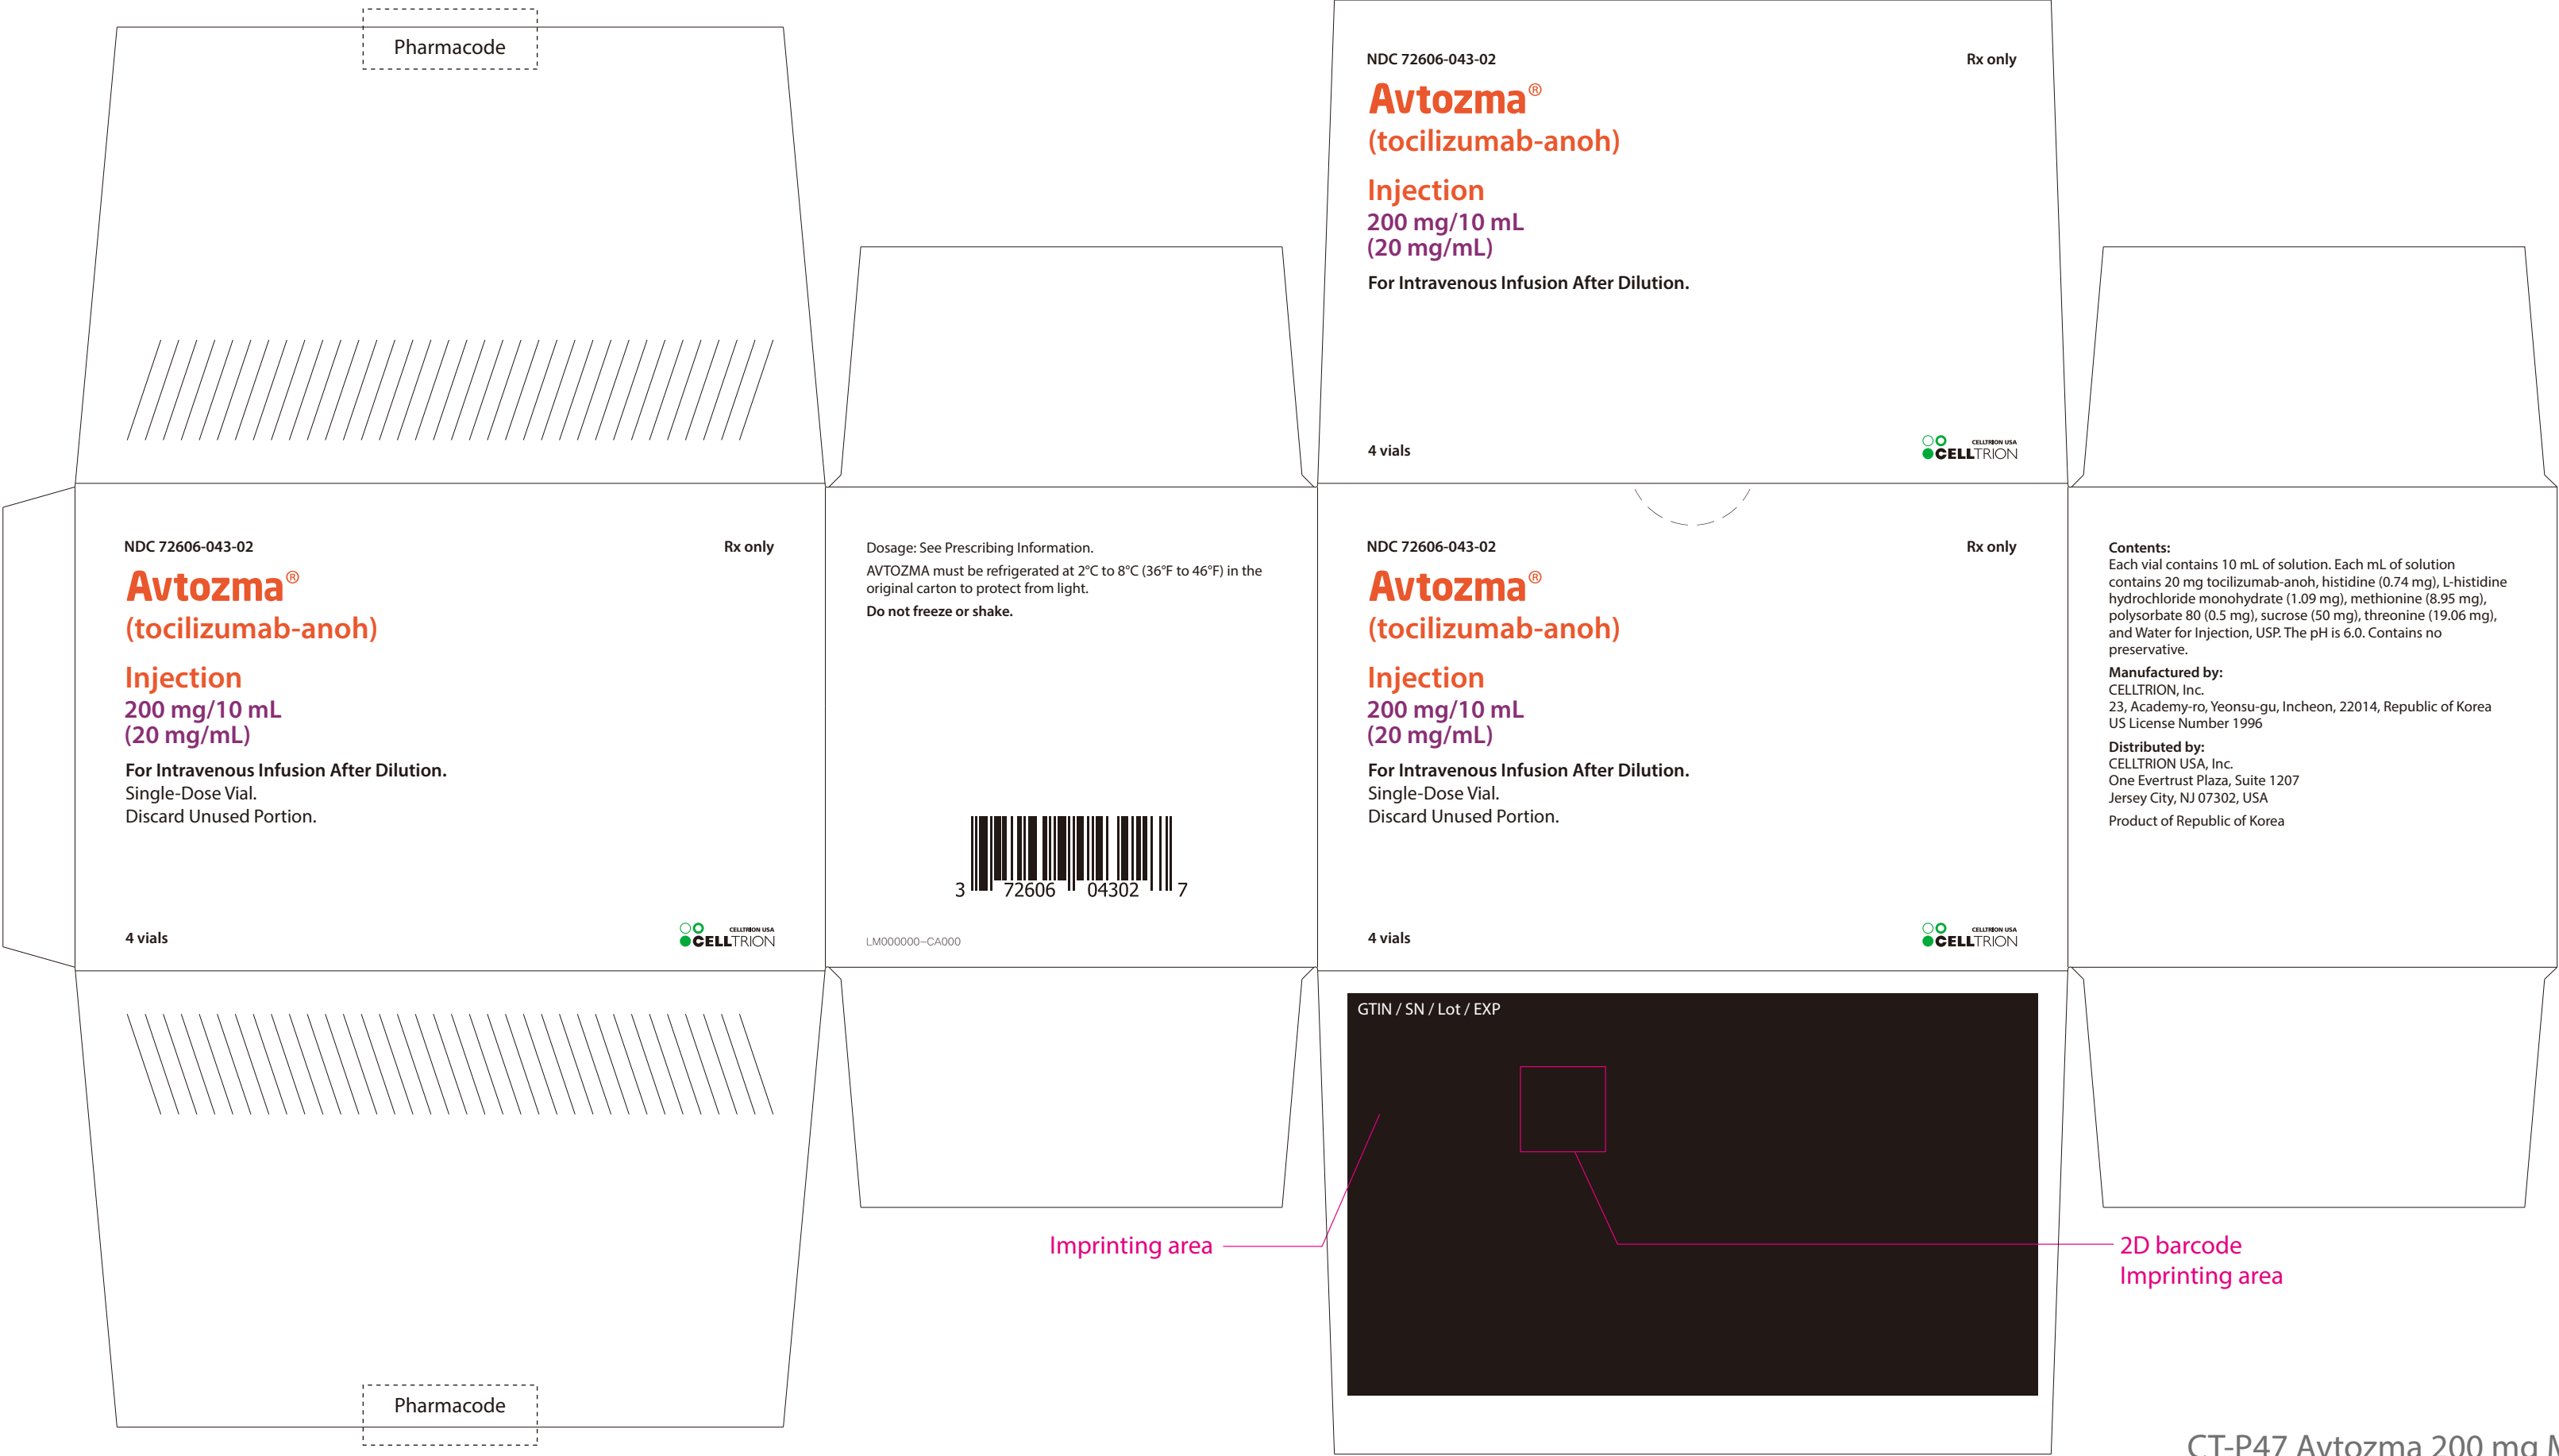 Pharmacode
NDC 72606-043-02
Rx only
Avtozma®
(tocilizumab-anoh)
Injection
200 mg/10 mL
(20 mg/mL)
For Intravenous Infusion After Dilution.
4 vials
CELLTRION USA
CELLTRION
NDC 72606-043-02
Rx only
Avtozma®
(tocilizumab-anoh)
Injection
200 mg/10 mL
(20 mg/mL)
For Intravenous Infusion After Dilution.
Single-Dose Vial.
Discard Unused Portion.
4 vials
CELLTRION USA
CELLTRION
Dosage: See Prescribing Information.
AVTOZMA must be refrigerated at 2°C to 8°C (36°F to 46°F) in the
original carton to protect from light.
Do not freeze or shake.
3 72606 04302 7
LM000000-CA000
NDC 72606-043-02
Rx only
Avtozma®
(tocilizumab-anoh)
Injection
200 mg/10 mL
(20 mg/mL)
For Intravenous Infusion After Dilution.
Single-Dose Vial.
Discard Unused Portion.
4 vials
CELLTRION USA
CELLTRION
Contents:
Each vial contains 10 mL of solution. Each mL of solution
contains 20 mg tocilizumab-anoh, histidine (0.74 mg), L-histidine
hydrochloride monohydrate (1.09 mg), methionine (8.95 mg),
polysorbate 80 (0.5 mg), sucrose (50 mg), threonine (19.06 mg),
and Water for Injection, USP. The pH is 6.0. Contains no
preservative.
Manufactured by:
CELLTRION, Inc.
23, Academy-ro, Yeonsu-gu, Incheon, 22014, Republic of Korea
US License Number 1996
Distributed by:
CELLTRION USA, Inc.
One Evertrust Plaza, Suite 1207
Jersey City, NJ 07302, USA
Product of Republic of Korea
GTIN / SN / Lot / EXP
Imprinting area
2D barcode
Imprinting area
Pharmacode
CT-P47 Avtozma 200 mg